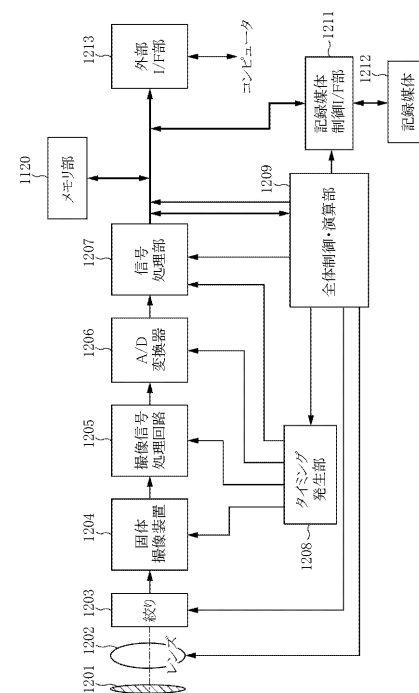 1201
1202
レンズ
1203
絞り
1204
固体
撮像装置
1205
撮像信号
処理回路
1206
A/D
変換器
1207
信号
処理部
1120
メモリ部
1213
外部
I/F部
コンピュータ
1208
タイミング
発生部
1209
全体制御・演算部
1211
記録媒体
制御I/F部
1212
記録媒体